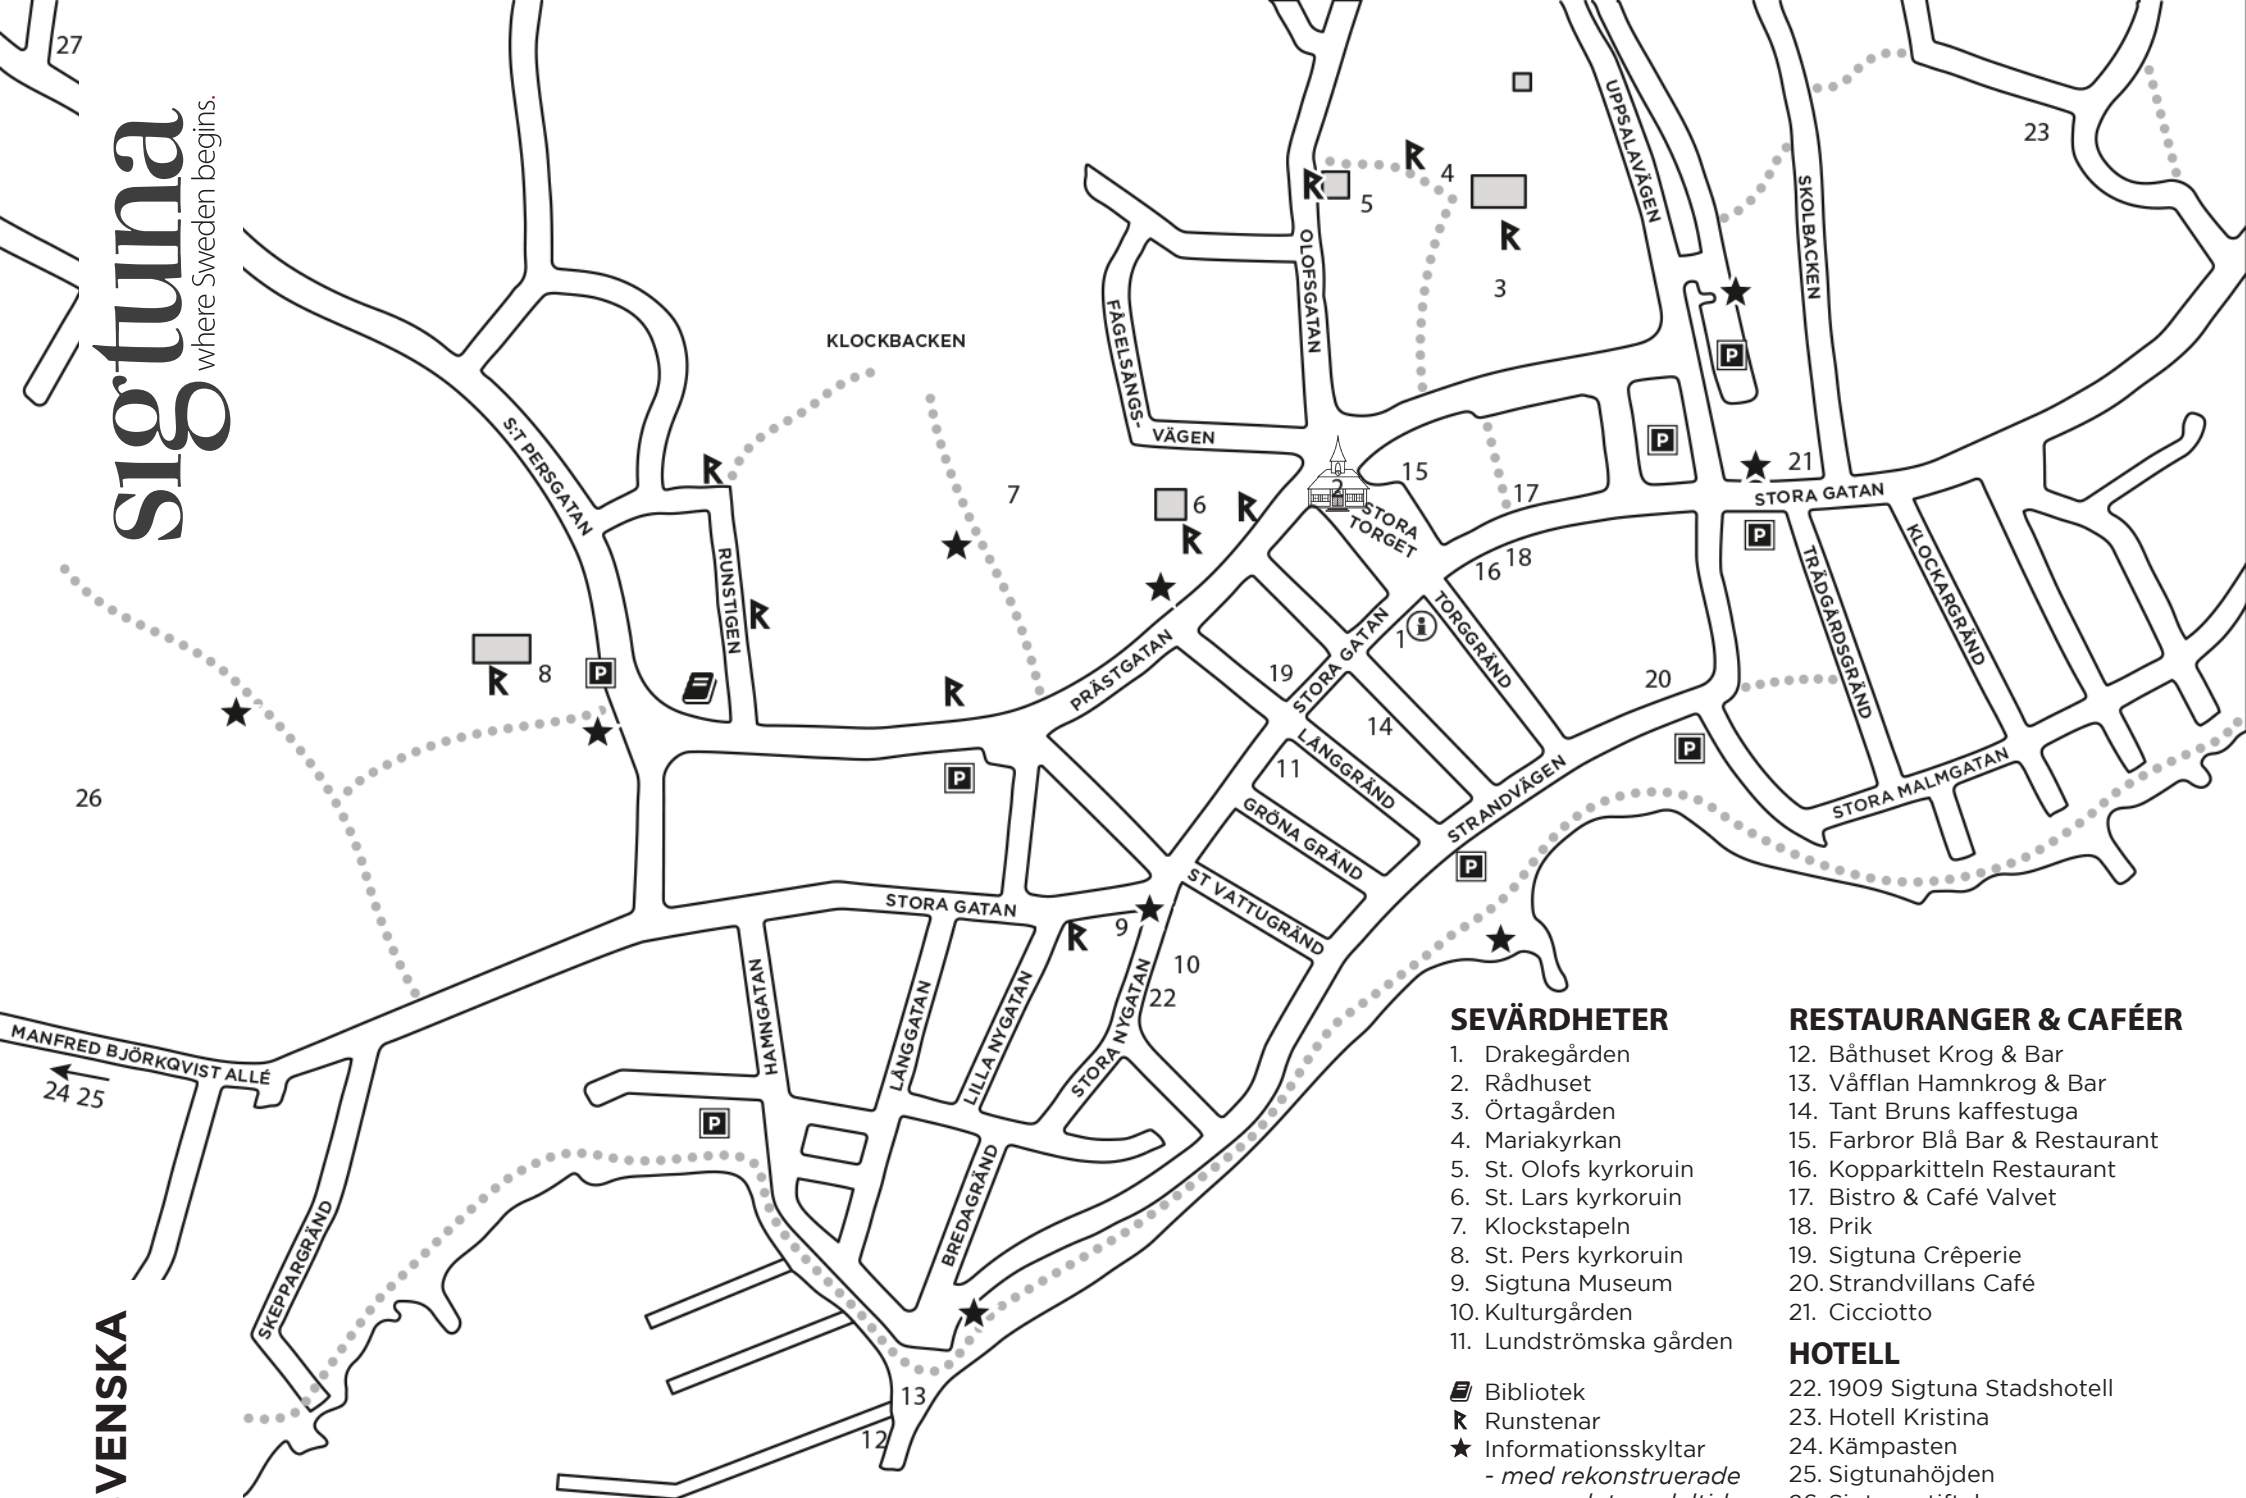 27
sigtuna
where Sweden begins.
UPPSALAVÄGEN
23
4
5
SKOLBACKEN
OLOFSGATAN
3
FÅGELSÅNGS-
VÄGEN
KLOCKBACKEN
S:T PERSGATAN
P
P
15
21
2
17
STORA GATAN
7
6
STORA
TORGET
P
KLOCKARGRÄND
TRÄDGÅRDSGRÄND
RUNSTIGEN
16
18
TORGGRÄND
1
STORA GATAN
PRÄSTGATAN
8
P
19
20
14
LÅNGGRÄND
11
P
STRANDVÄGEN
STORA MALMGATAN
P
26
GRÖNA GRÄND
P
ST VATTUGRÄND
STORA GATAN
9
10
22
HAMNGATAN
LÅNGGATAN
LILLA NYGATAN
STORA NYGATAN
MANFRED BJÖRKQVIST ALLÉ
24 25
P
BREDAGRÄND
SKEPPARGRÄND
13
12
VENSKA
SEVÄRDHETER
1. Drakegården
2. Rådhuset
3. Örtagården
4. Mariakyrkan
5. St. Olofs kyrkoruin
6. St. Lars kyrkoruin
7. Klockstapeln
8. St. Pers kyrkoruin
9. Sigtuna Museum
10. Kulturgården
11. Lundströmska gården
Bibliotek
Runstenar
Informationsskyltar
- med rekonstruerade
RESTAURANGER & CAFÉER
12. Båthuset Krog & Bar
13. Våfflan Hamnkrog & Bar
14. Tant Bruns kaffestuga
15. Farbror Blå Bar & Restaurant
16. Kopparkitteln Restaurant
17. Bistro & Café Valvet
18. Prik
19. Sigtuna Crêperie
20. Strandvillans Café
21. Cicciotto
HOTELL
22. 1909 Sigtuna Stadshotell
23. Hotell Kristina
24. Kämpasten
25. Sigtunahöjden